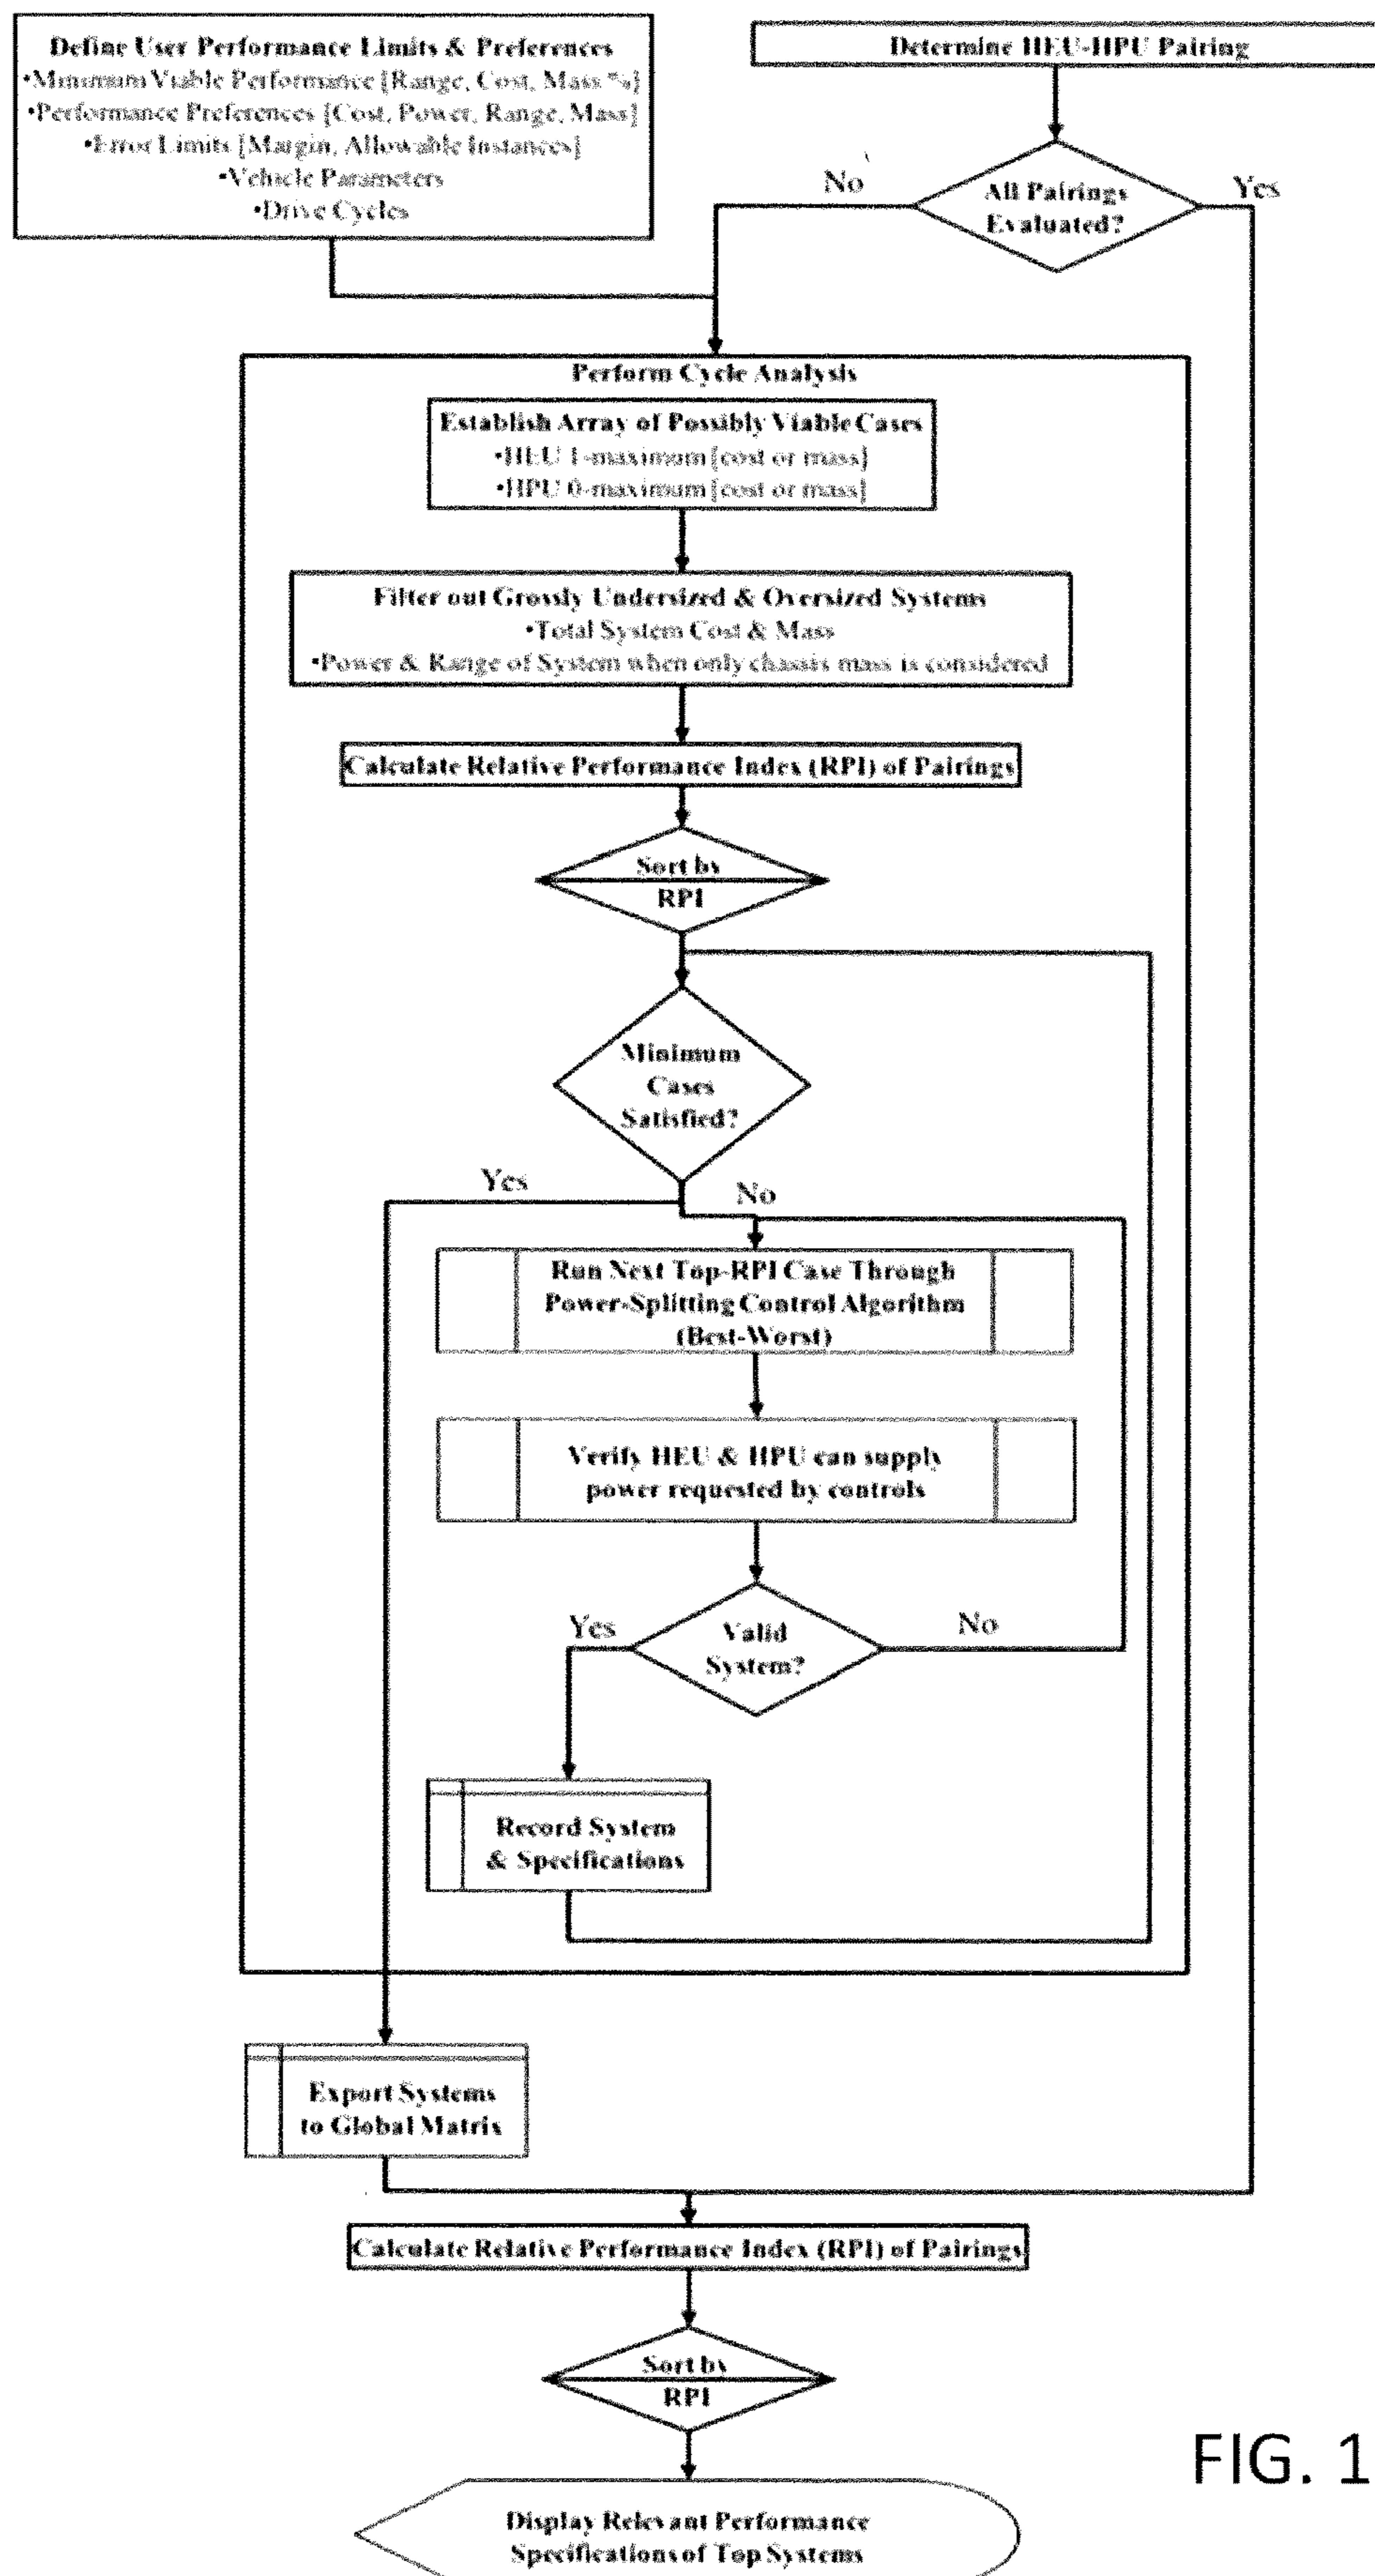 Define User Performance Limits & Preferences
•Minimum Viable Performance [Range, Cost, Mass %]
•Performance Preferences [Cost, Power, Range, Mass]
•Error Limits [Margin, Allowable Instances]
•Vehicle Parameters
•Drive Cycles
Determine HEU-HPU Pairing
All Pairings
Evaluated?
No
Yes
Perform Cycle Analysis
Establish Array of Possibly Viable Cases
•HEU 1-maximum [cost or mass]
•HPU 0-maximum [cost or mass]
Filter out Grossly Undersized & Oversized Systems
•Total System Cost & Mass
•Power & Range of System when only chassis mass is considered
Calculate Relative Performance Index (RPI) of Pairings
Sort by
RPI
Minimum
Cases
Satisfied?
Yes
No
Run Next Top-RPI Case Through
Power-Splitting Control Algorithm
(Best-Worst)
Verify HEU & HPU can supply
power requested by controls
Valid
System?
Yes
No
Record System
& Specifications
Export Systems
to Global Matrix
Calculate Relative Performance Index (RPI) of Pairings
Sort by
RPI
Display Relevant Performance
Specifications of Top Systems
FIG. 1